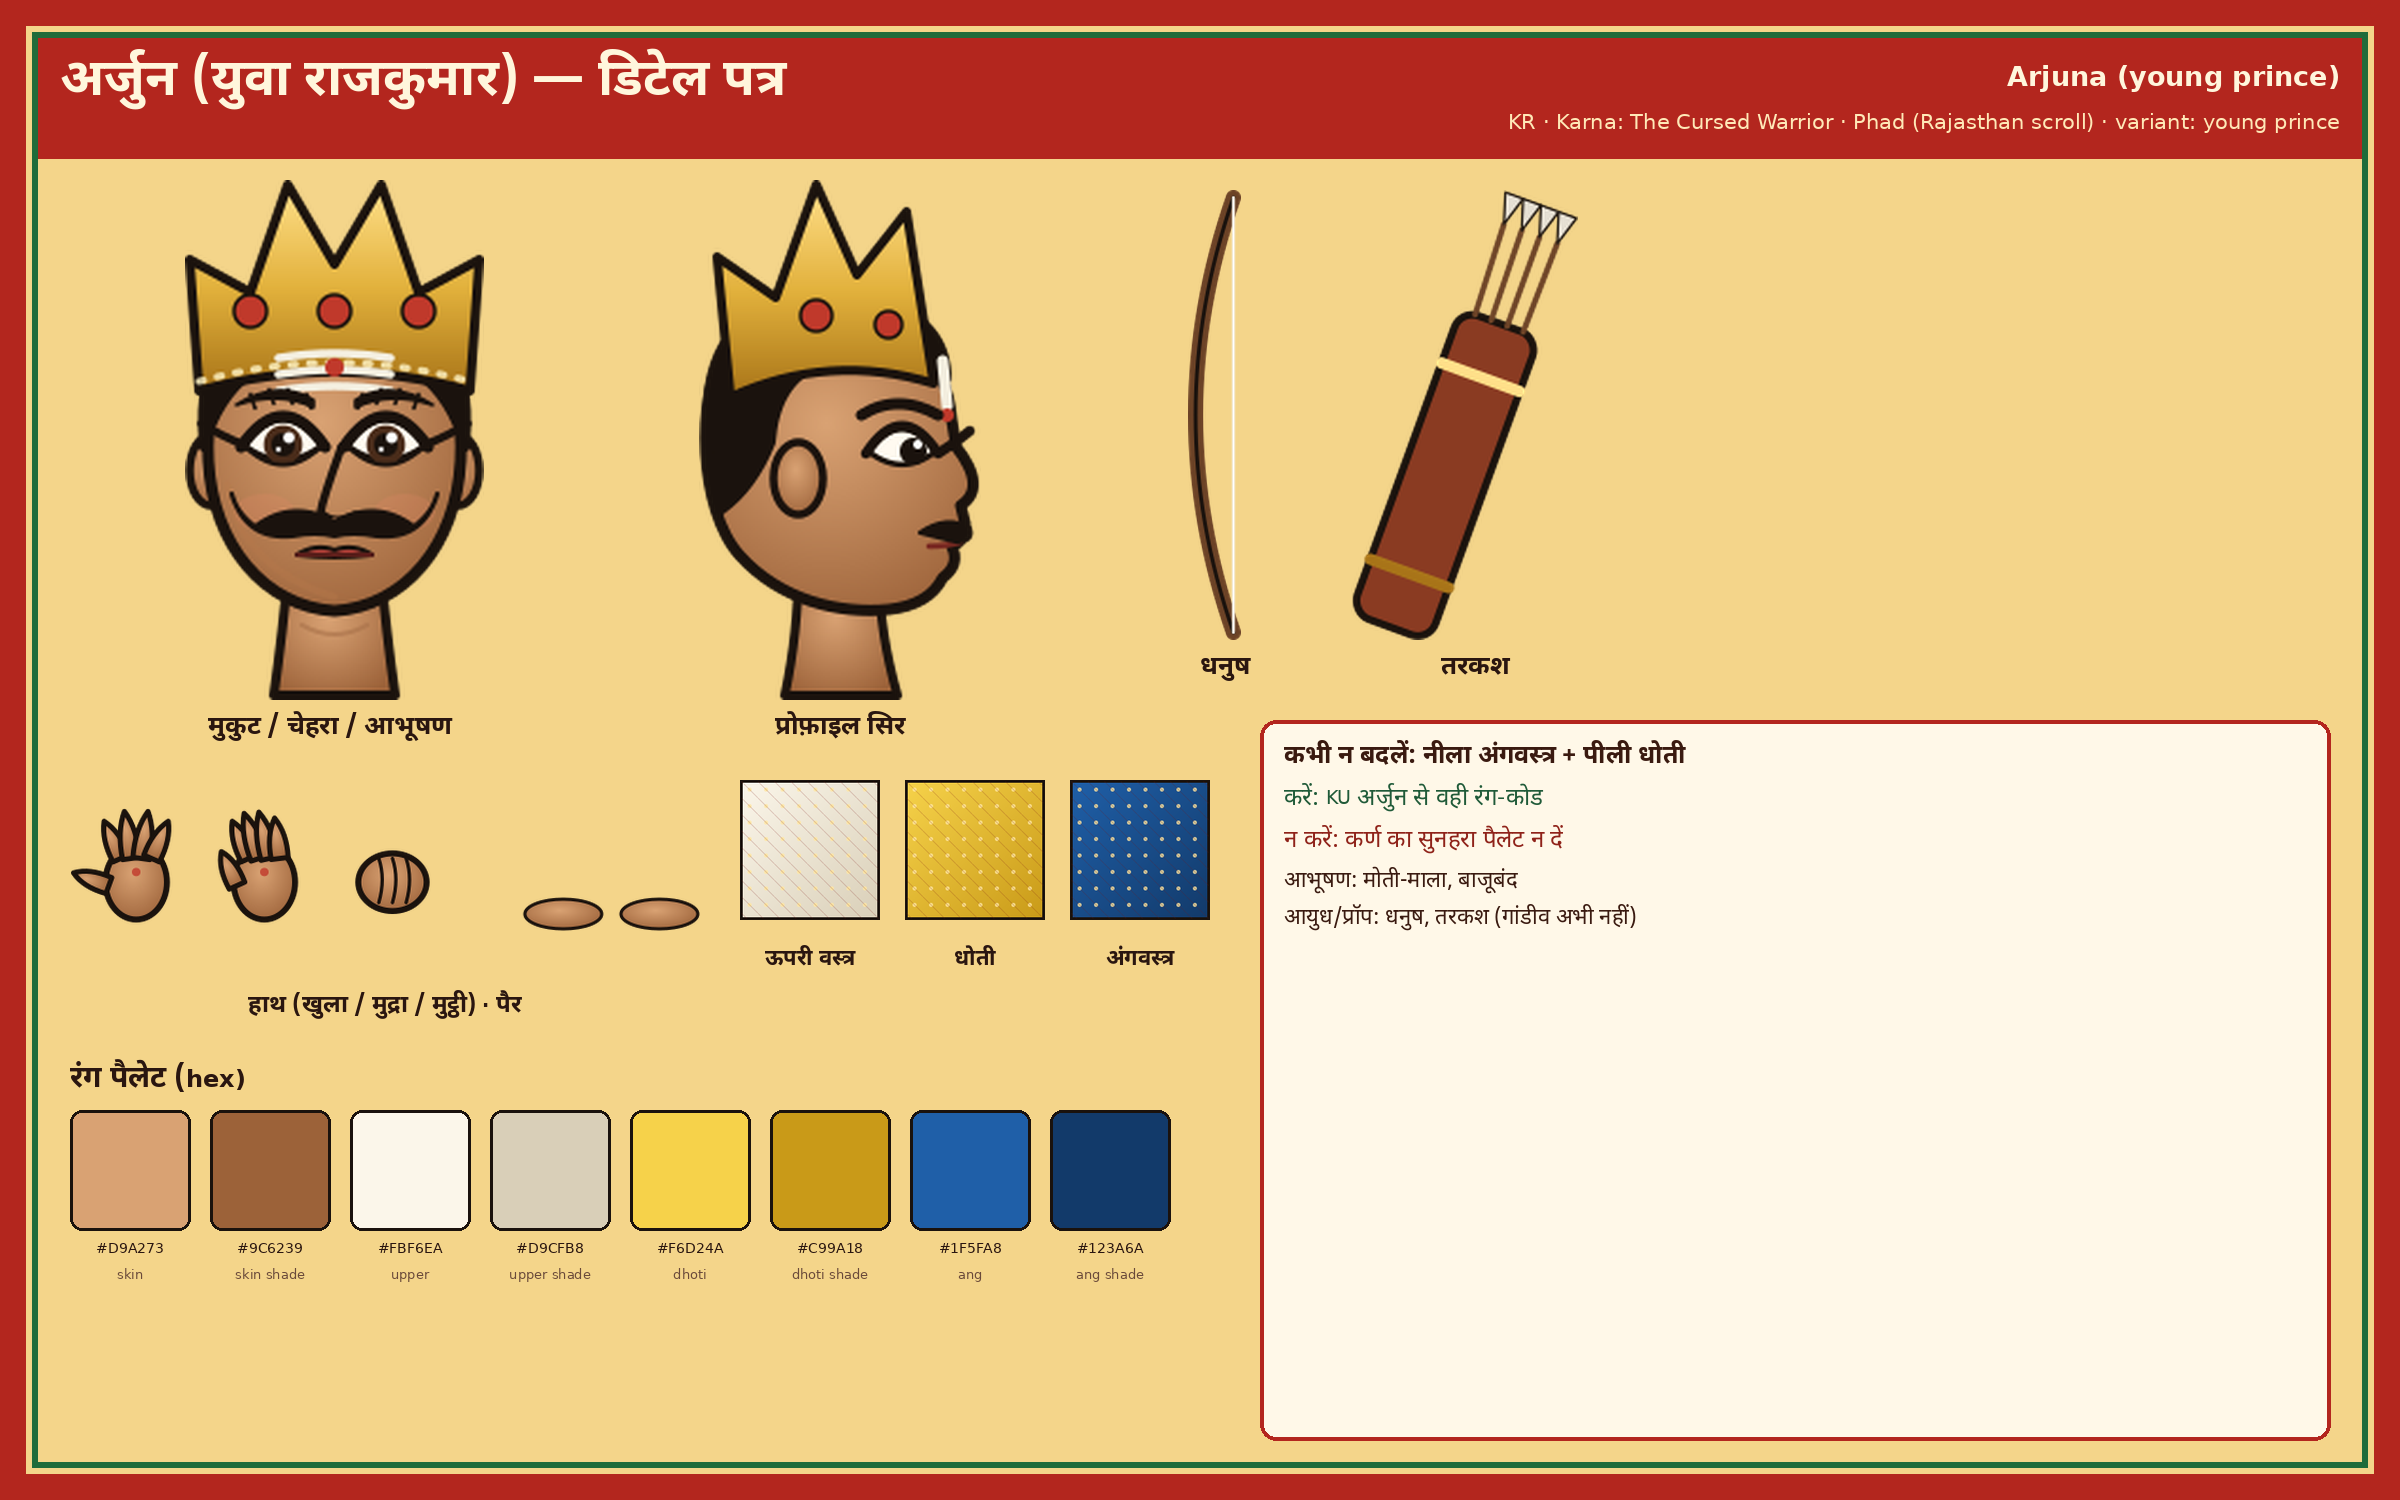 अर्जुन (युवा राजकुमार) — डिटेल पत्र
Arjuna (young prince)
KR · Karna: The Cursed Warrior · Phad (Rajasthan scroll) · variant: young prince
धनुष
तरकश
मुकुट / चेहरा / आभूषण
प्रोफ़ाइल सिर
ऊपरी वस्त्र
धोती
अंगवस्त्र
हाथ (खुला / मुद्रा / मुट्ठी) · पैर
कभी न बदलें: नीला अंगवस्त्र + पीली धोती
करें: KU अर्जुन से वही रंग-कोड
न करें: कर्ण का सुनहरा पैलेट न दें
आभूषण: मोती-माला, बाजूबंद
आयुध/प्रॉप: धनुष, तरकश (गांडीव अभी नहीं)
रंग पैलेट (hex)
#D9A273
#9C6239
#FBF6EA
#D9CFB8
#F6D24A
#C99A18
#1F5FA8
#123A6A
skin
skin shade
upper
upper shade
dhoti
dhoti shade
ang
ang shade